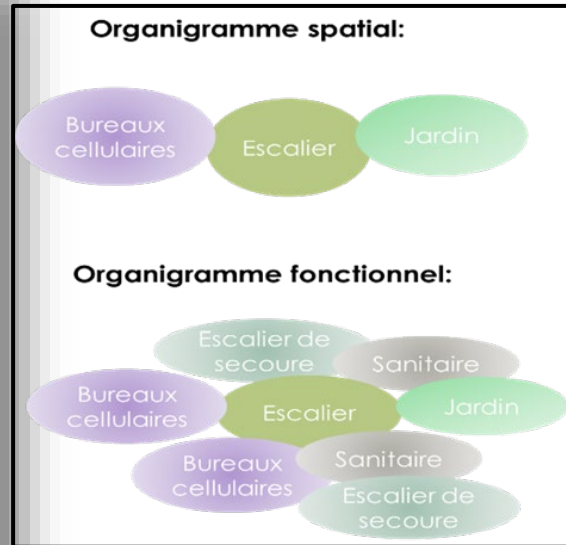 Organigramme spatial:
Bureaux
cellulaires
Escalier
Jardin
Organigramme fonctionnel:
Escalier de
secoure
Sanitaire
Bureaux
cellulaires
Escalier
Jardin
Bureaux
cellulaires
Sanitaire
Escalier de
secoure